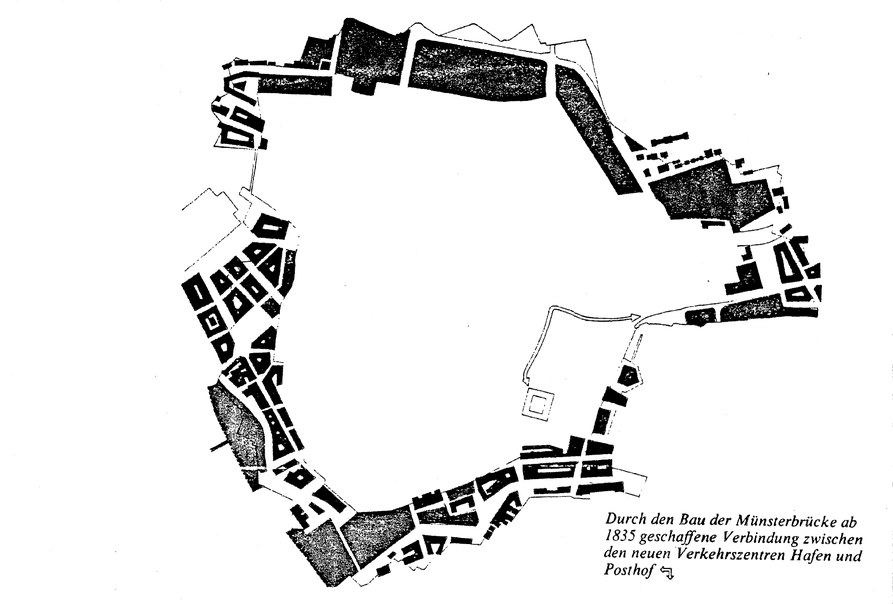 Durch den Bau der Münsterbrücke ab
1835 geschaffene Verbindung zwischen
den neuen Verkehrszentren Hafen und
Posthof